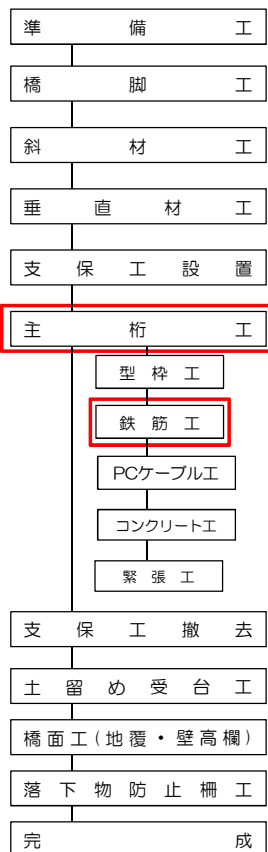 準備工
橋脚工
斜材工
垂直材工
支保工設置
主桁工
型枠工
鉄筋工
PCケーブル工
コンクリート工
緊張工
支保工撤去
土留め受台工
橋面工(地覆・壁高欄)
落下物防止柵工
完成